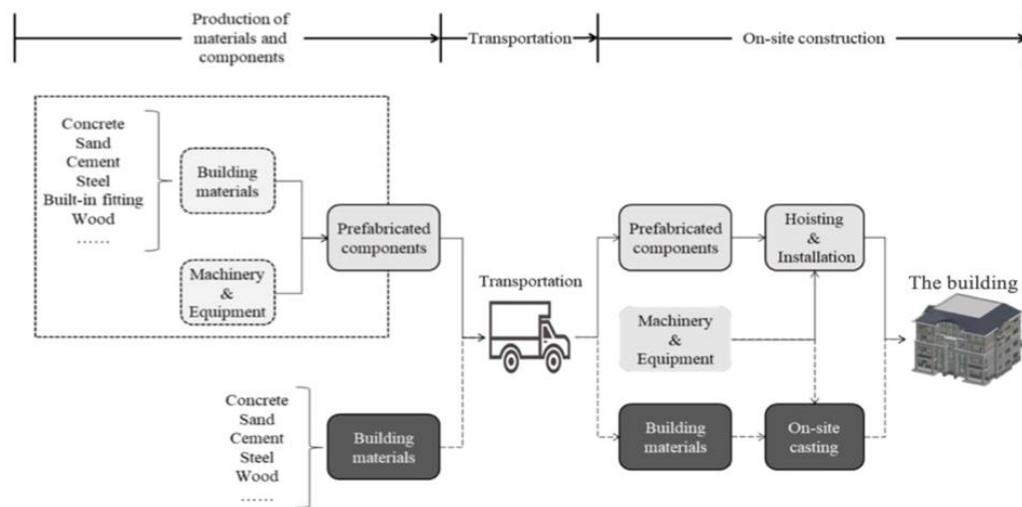 Production of
materials and
components
Transportation
On-site construction
Concrete
Sand
Cement
Steel
Built-in fitting
Wood
......
Building
materials
Machinery
&
Equipment
Prefabricated
components
Transportation
Prefabricated
components
Hoisting
&
Installation
Machinery
&
Equipment
The building
Concrete
Sand
Cement
Steel
Wood
......
Building
materials
Building
materials
On-site
casting